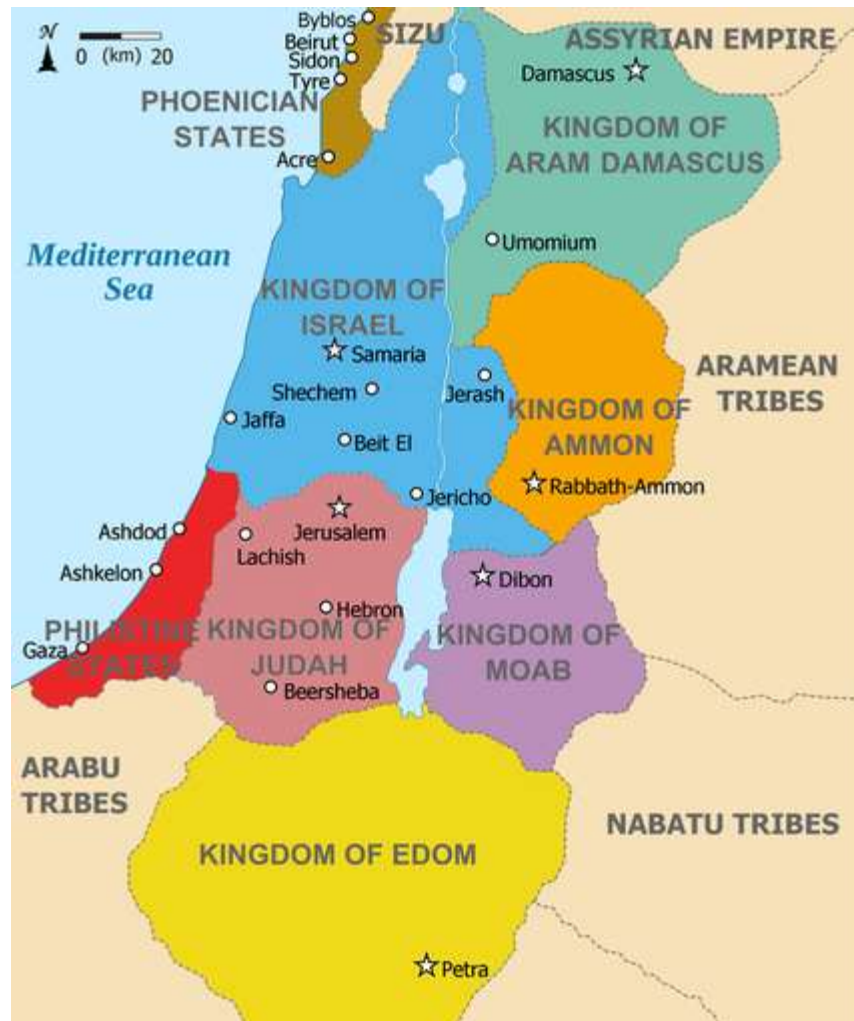 Byblos
Beirut
Sidon
Tyre
SIZU
ASSYRIAN EMPIRE
N
0 (km) 20
Damascus
PHOENICIAN
STATES
KINGDOM OF
ARAM DAMASCUS
Acre
Umomium
Mediterranean
Sea
KINGDOM OF
ISRAEL
Samaria
Shechem
Jerash
ARAMEAN
TRIBES
KINGDOM OF
AMMON
Jaffa
Beit El
Jericho
Rabbath-Ammon
Jerusalem
Ashdod
Lachish
Ashkelon
Dibon
Hebron
PHILISTINE
STATES
Gaza
KINGDOM OF
JUDAH
KINGDOM OF
MOAB
Beersheba
ARABU
TRIBES
NABATU TRIBES
KINGDOM OF EDOM
Petra